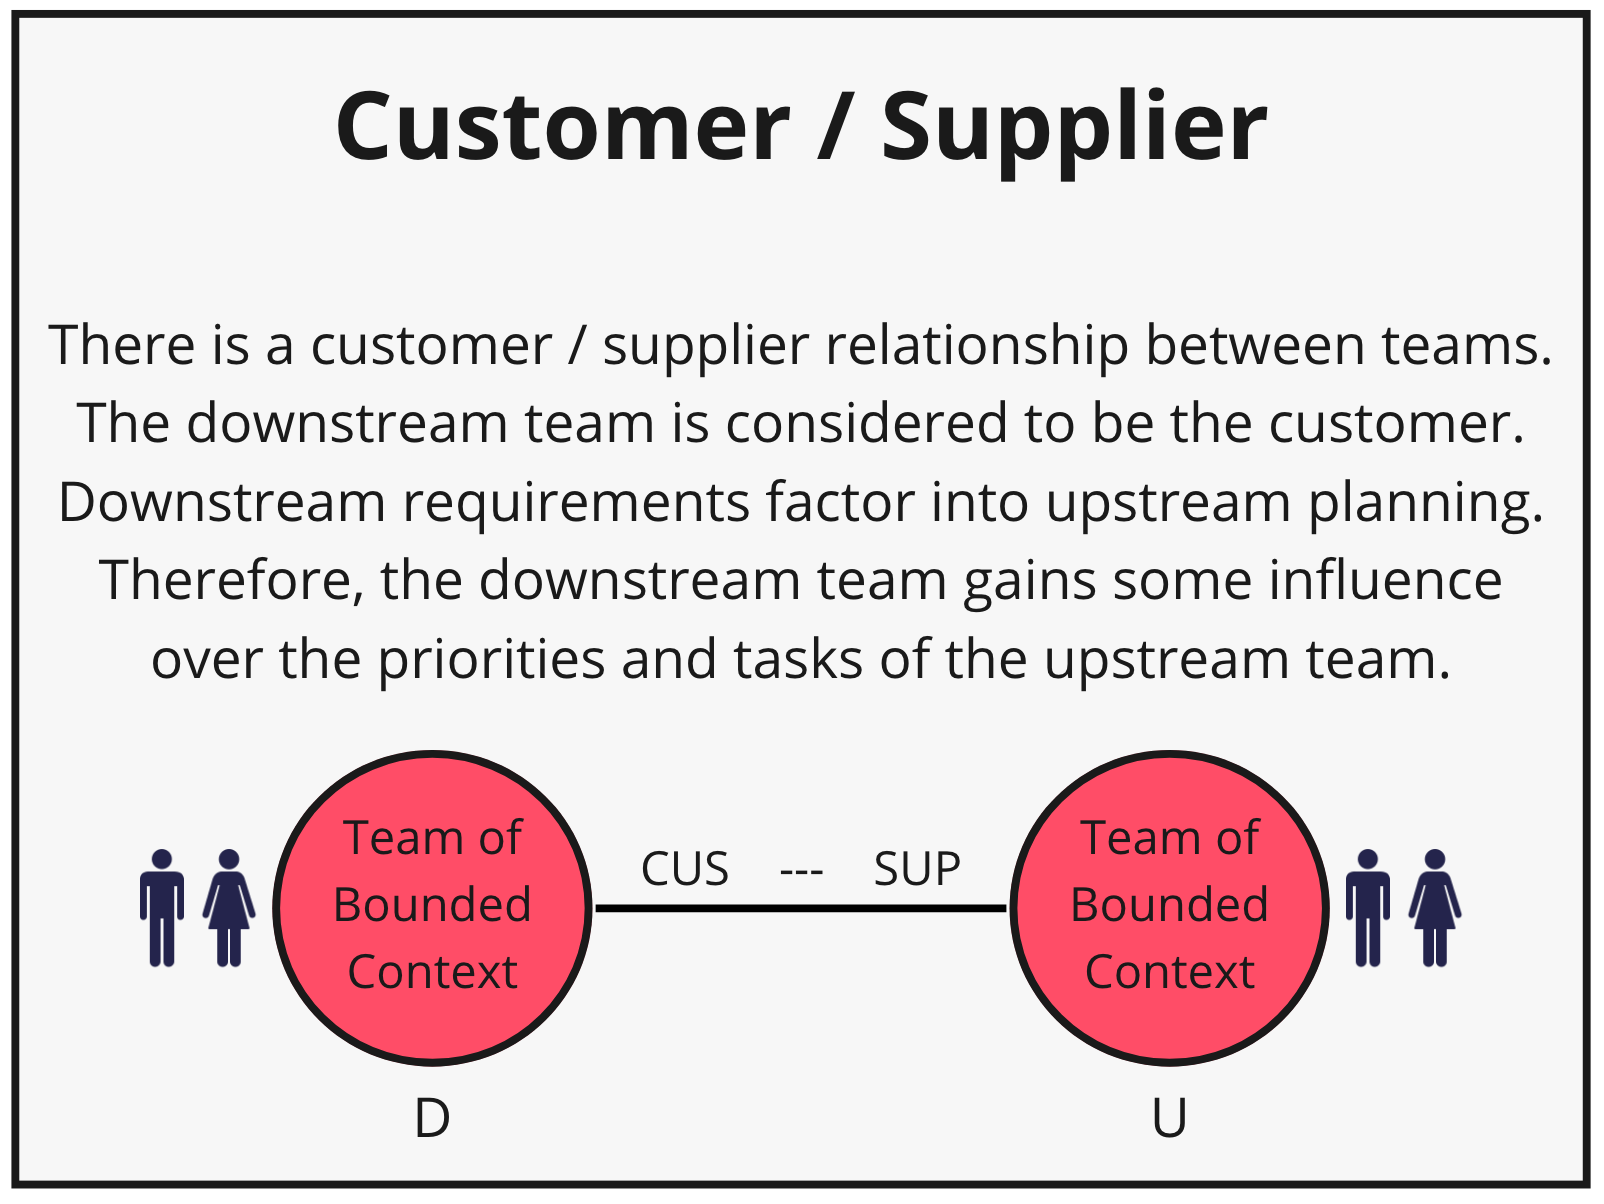 Customer / Supplier
There is a customer / supplier relationship between teams.
The downstream team is considered to be the customer.
Downstream requirements factor into upstream planning.
Therefore, the downstream team gains some influence
over the priorities and tasks of the upstream team.
Team of
Bounded
Context
CUS --- SUP
Team of
Bounded
Context
D
U